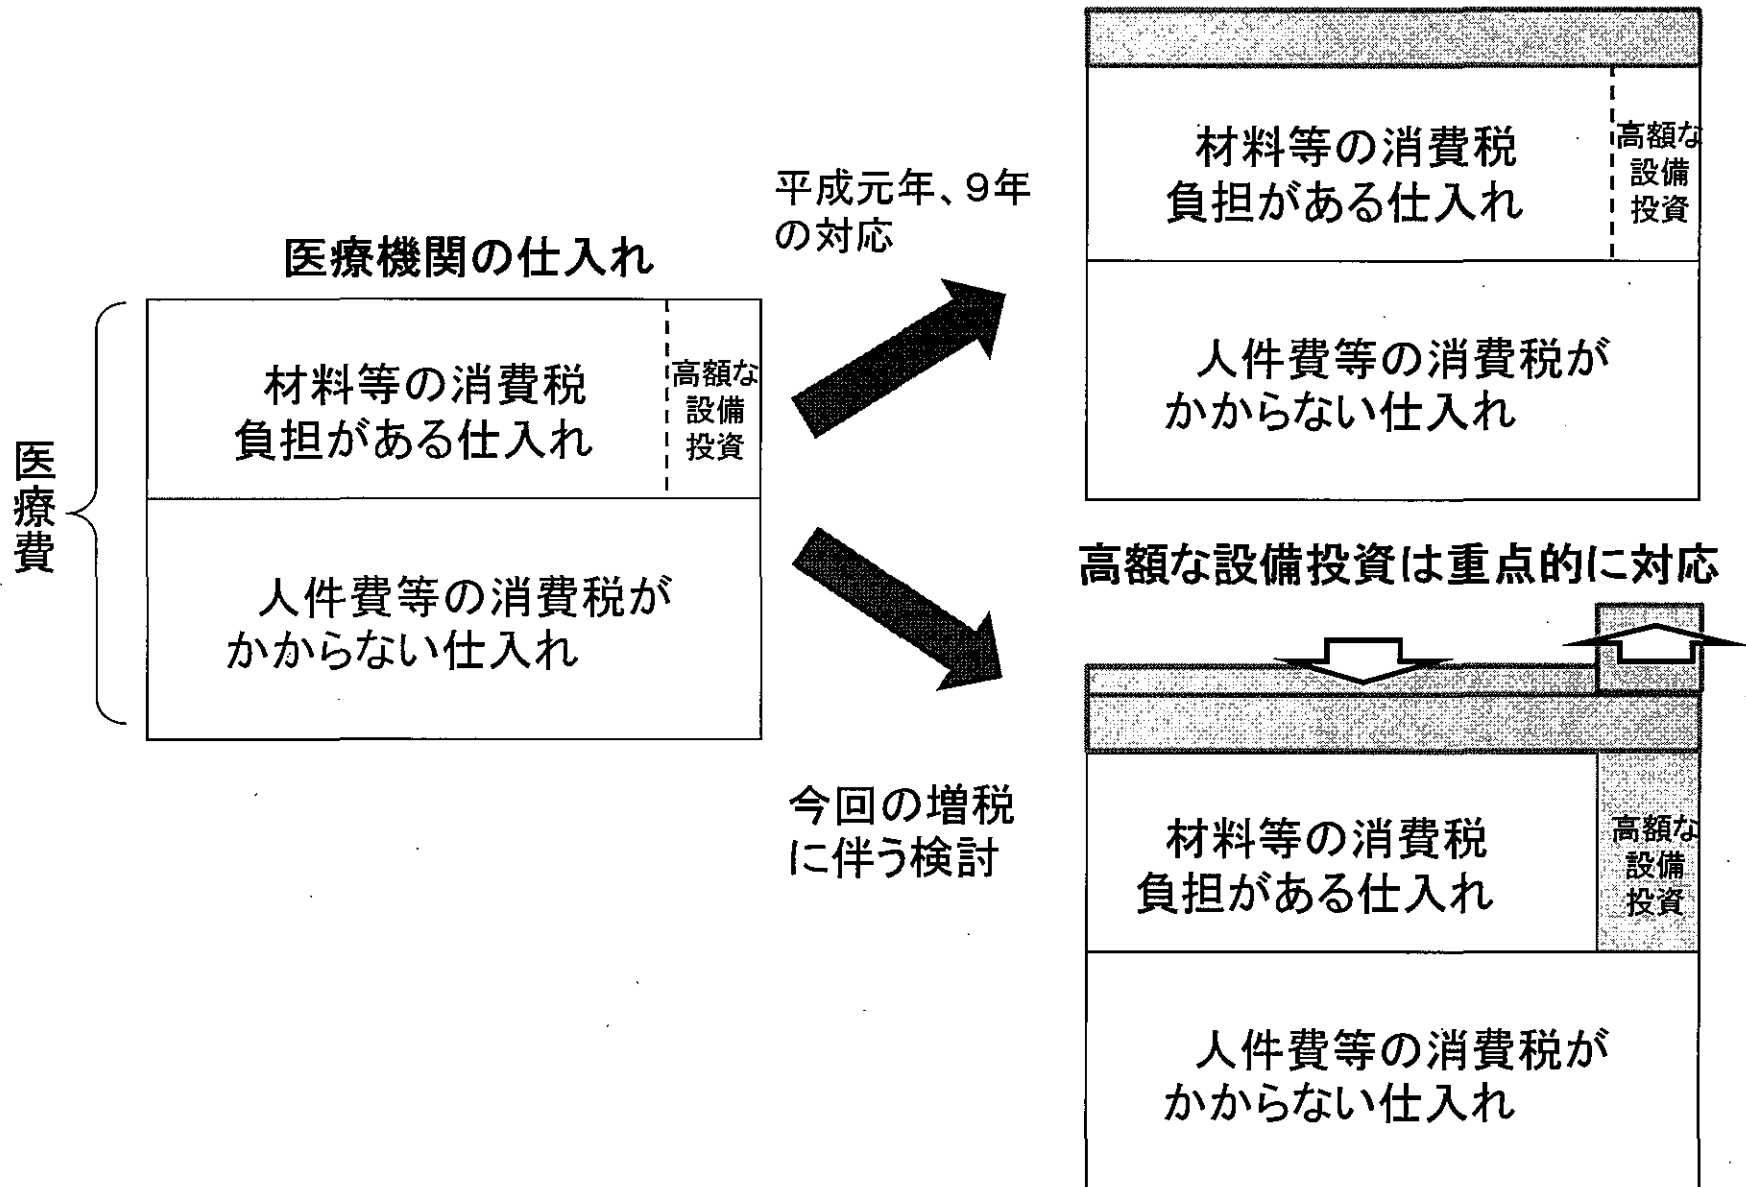 医療機関の仕入れ
医療費
材料等の消費税
負担がある仕入れ
高額な
設備
投資
人件費等の消費税が
かからない仕入れ
平成元年、9年
の対応
材料等の消費税
負担がある仕入れ
高額な
設備
投資
人件費等の消費税が
かからない仕入れ
今回の増税
に伴う検討
高額な設備投資は重点的に対応
材料等の消費税
負担がある仕入れ
高額な
設備
投資
人件費等の消費税が
かからない仕入れ